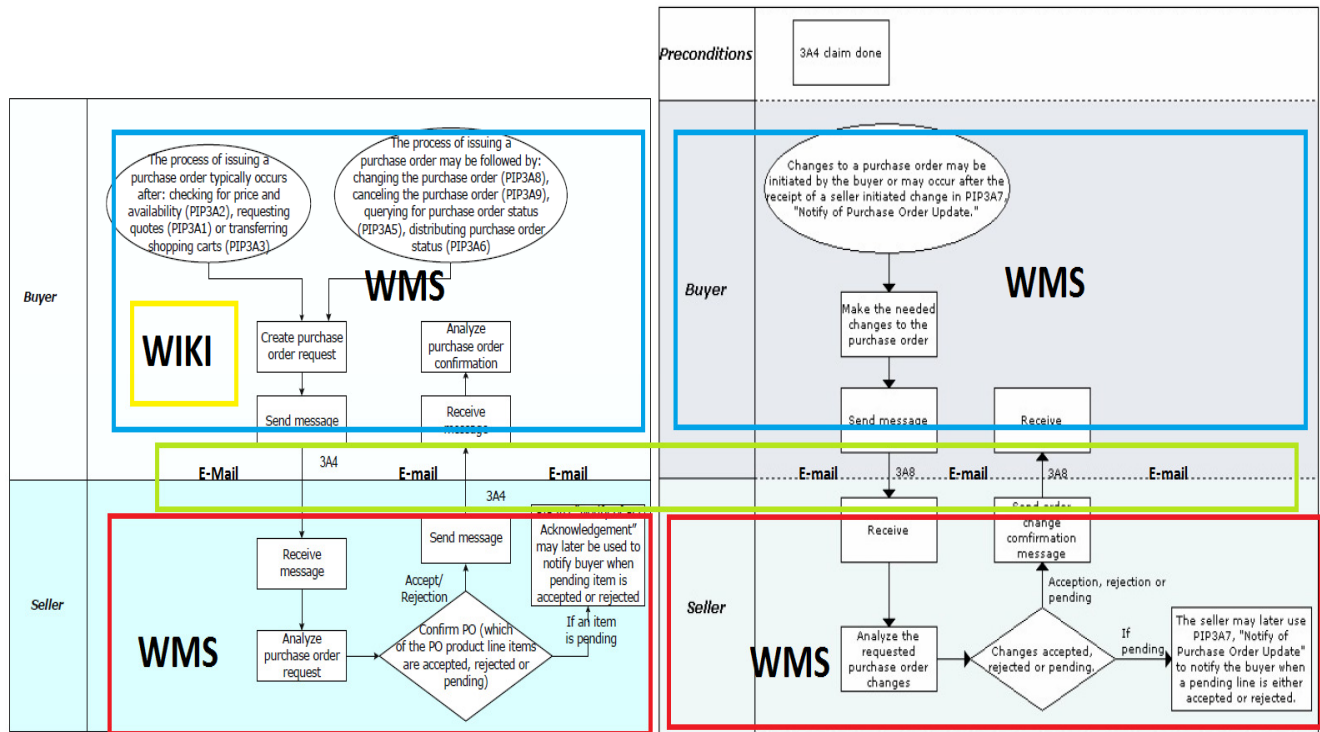 The process of issuing a
purchase order typically occurs
after: checking for price and
availability (PIP3A2), requesting
quotes (PIP3A1) or transferring
shopping carts (PIP3A3)
The process of issuing a
purchase order may be followed by:
changing the purchase order (PIP3A8),
canceling the purchase order (PIP3A9),
querying for purchase order status
(PIP3A5), distributing purchase order
status (PIP3A6)
WMS
Buyer
WIKI
Create purchase
order request
Analyze
purchase order
confirmation
Send message
Receive
message
3A4
E-Mail
E-mail
E-mail
3A4
Seller
Receive
message
Send message
Acknowledgement"
may later be used to
notify buyer when
pending item is
accepted or rejected
Accept/
Rejection
If an item
is pending
WMS
Analyze
purchase order
request
Confirm PO (which
of the PO product line items
are accepted, rejected or
pending)
Preconditions
3A4 claim done
Changes to a purchase order may be
initiated by the buyer or may occur after the
receipt of a seller initiated change in PIP3A7,
"Notify of Purchase Order Update."
WMS
Buyer
Make the needed
changes to the
purchase order
Send message
Receive
E-mail
3A8
E-mail
3A8
E-mail
Seller
Receive
Send order
change
comfirmation
message
Acception, rejection or
pending
WMS
Analyze the
requested
purchase order
changes
Changes accepted,
rejected or pending.
If
pending
The seller may later use
PIP3A7, "Notify of
Purchase Order Update"
to notify the buyer when
a pending line is either
accepted or rejected.